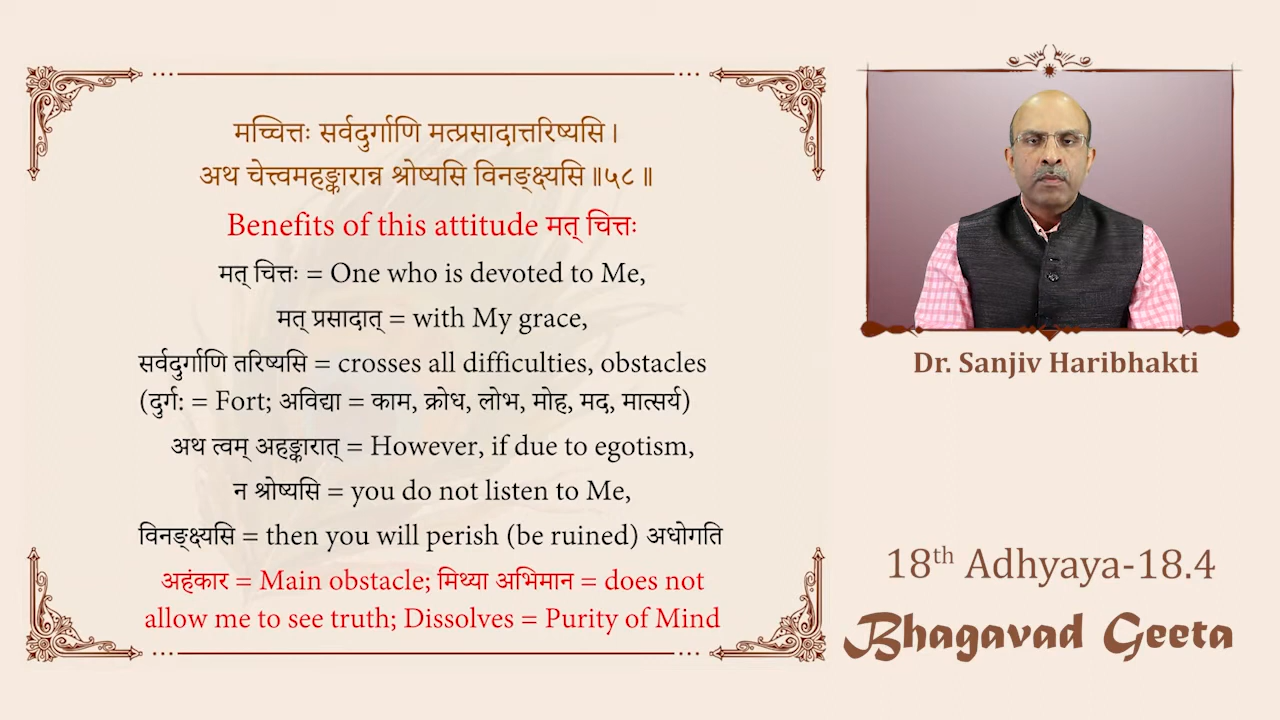 मच्चित्तः सर्वदुर्गाणि मत्प्रसादात्तरिष्यसि ।
अथ चेत्त्वमहङ्कारान्न श्रोष्यसि विनङ्क्ष्यसि ॥५८ ॥
Benefits of this attitude मत् चित्तः
मत् चित्तः = One who is devoted to Me,
मत् प्रसादात् = with My grace,
सर्वदुर्गाणि तरिष्यसि = crosses all difficulties, obstacles
(दुर्ग: = Fort; अविद्या = काम, क्रोध, लोभ, मोह, मद, मात्सर्य)
अथ त्वम् अहङ्कारात् = However, if due to egotism,
न श्रोष्यसि = you do not listen to Me,
विनङ्क्ष्यसि = then you will perish (be ruined) अधोगति
अहंकार = Main obstacle; मिथ्या अभिमान = does not
allow me to see truth; Dissolves = Purity of Mind
Dr. Sanjiv Haribhakti
18th Adhyaya-18.4
Bhagavad Geeta